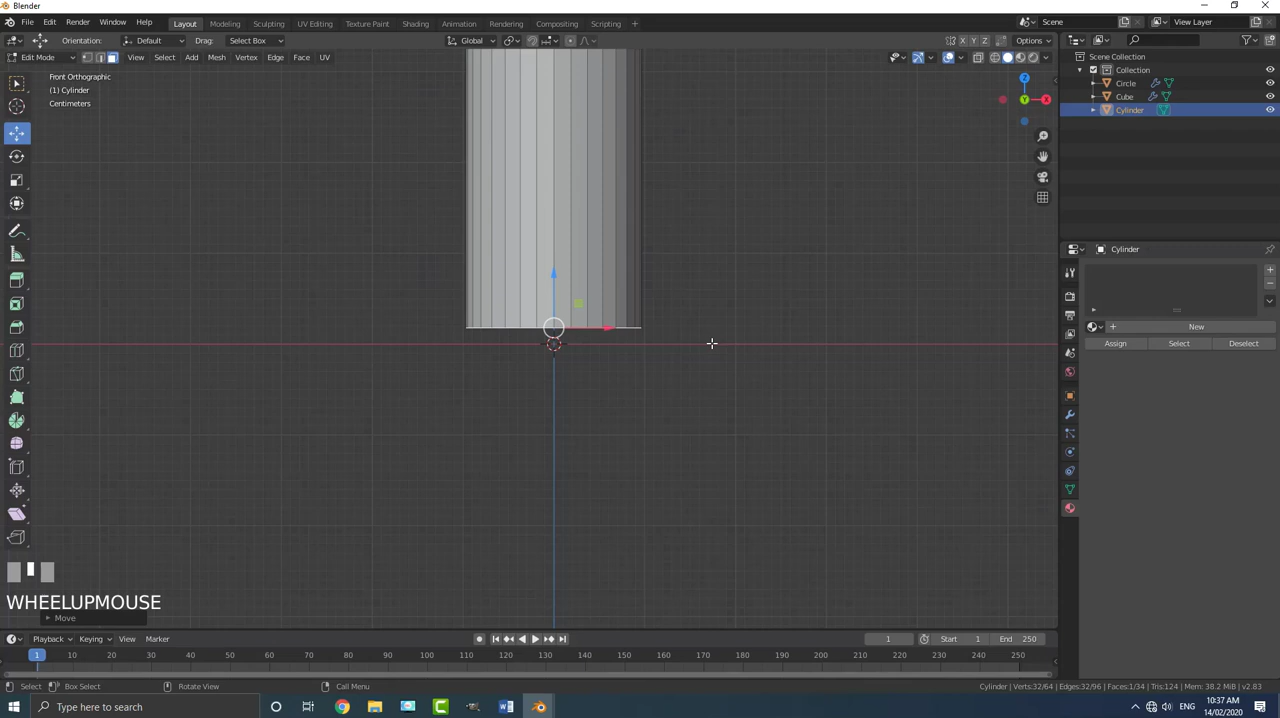 Blender
File Edit Render Window Help Layout Modeling Sculpting UV Editing Texture Paint Shading Animation Rendering Compositing Scripting + Scene View Layer
Orientation: Default Drag: Select Box Global X Y Z Options
Edit Mode View Select Add Mesh Vertex Edge Face UV
Front Orthographic
(1) Cylinder
Centimeters
Z
Y
X
Scene Collection
Collection
Circle
Cube
Cylinder
Cylinder
+ New
Assign Select Deselect
WHEELUPMOUSE
Move
Playback Keying View Marker 1 Start 1 End 250
1 10 20 30 40 50 60 70 80 90 100 110 120 130 140 150 160 170 180 190 200 210 220 230 240 250
Select Box Select Rotate View Call Menu Cylinder | Verts:32/64 | Edges:32/96 | Faces:1/34 | Tris:124 | Mem: 38.2 MiB | v2.83
Type here to search W ENG 10:37 AM
14/02/2020